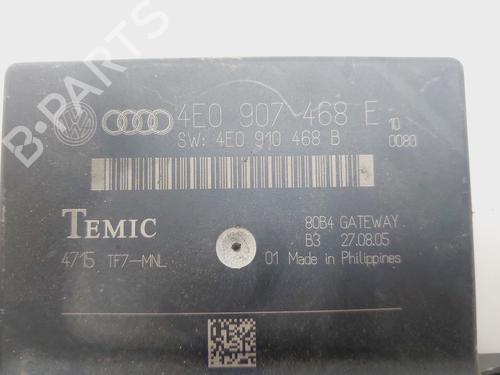 B-PARTS
4E0 907 468 E 10
SW: 4E0 910 468 B 0080
TEMIC
80B4 GATEWAY
B3 27.08.05
4715 TF7-MNL
01 Made in Philippines